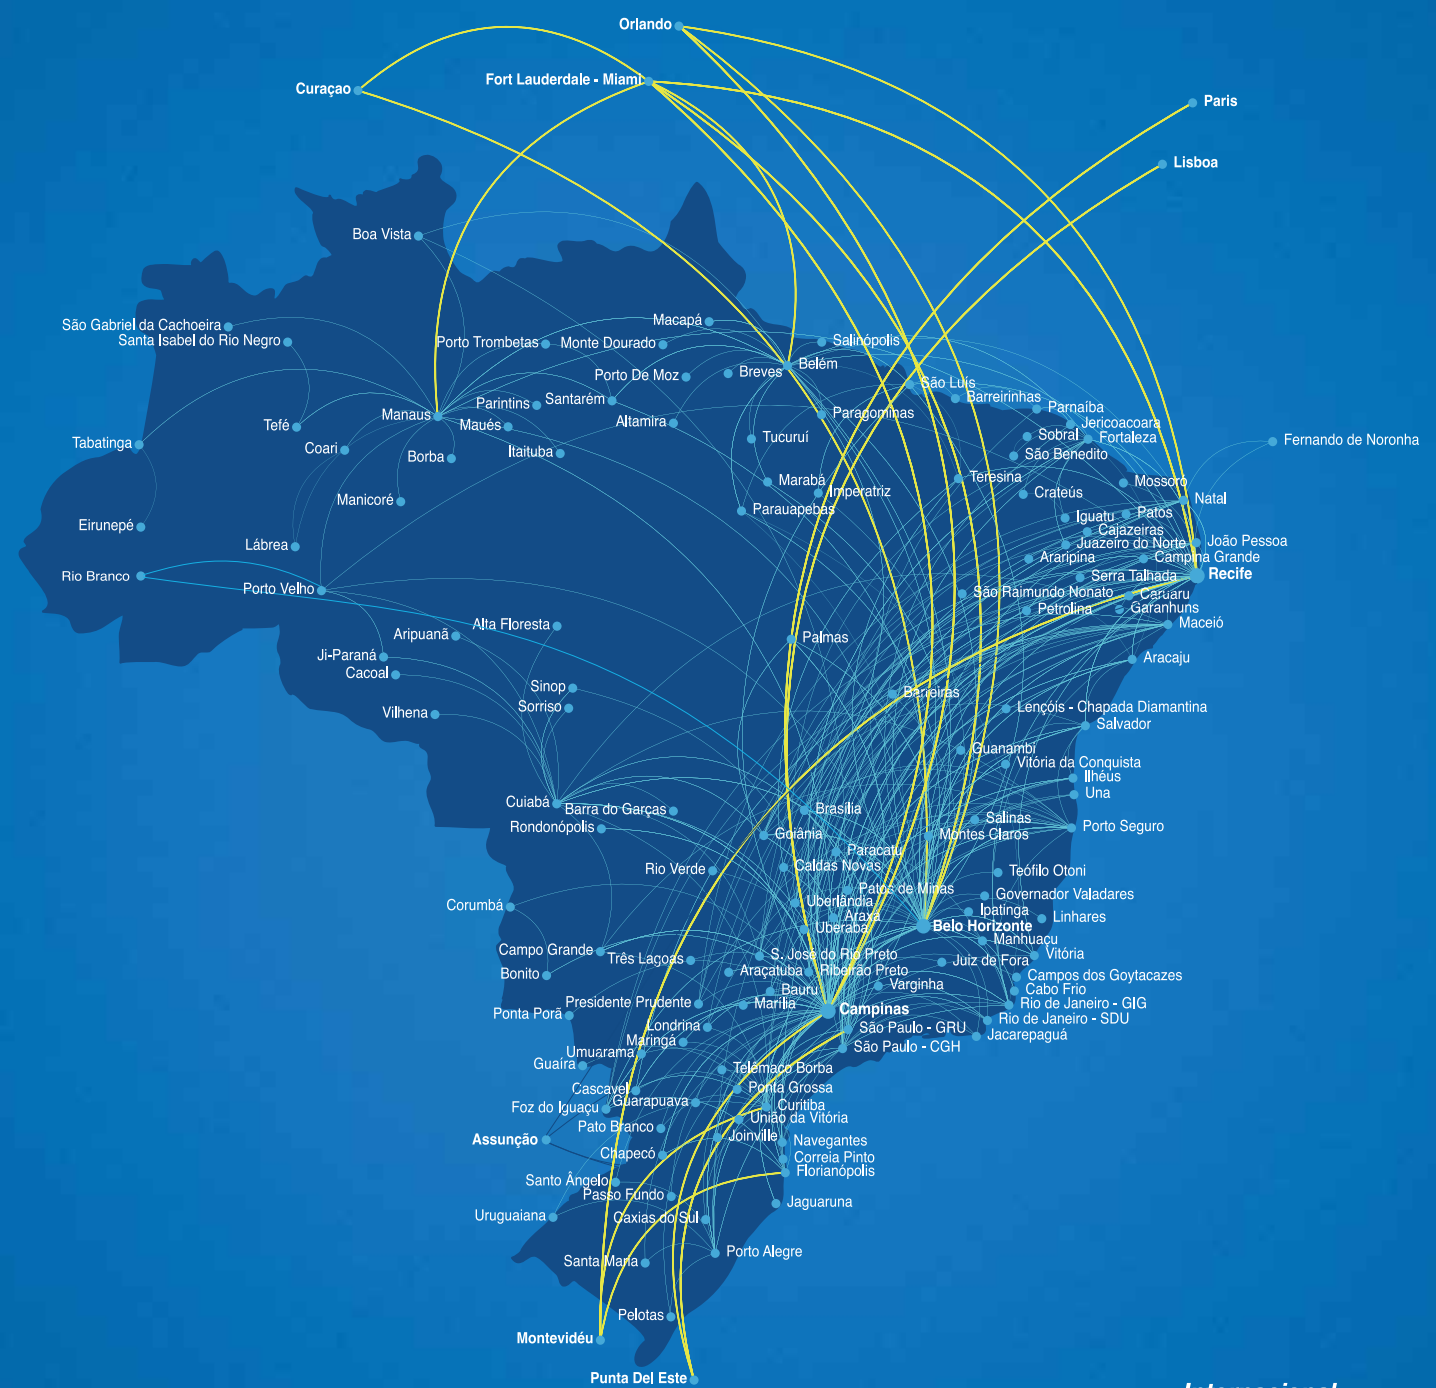 Orlando
Fort Lauderdale - Miami
Curaçao
Paris
Lisboa
Boa Vista
São Gabriel da Cachoeira
Santa Isabel do Rio Negro
Macapá
Porto Trombetas
Monte Dourado
Salinópolis
Belém
Breves
Porto De Moz
São Luís
Barreirinhas
Parnaíba
Parintins
Santarém
Manaus
Maués
Altamira
Paragominas
Jericoacoara
Tefé
Tabatinga
Tucuruí
Sobral
Fortaleza
Fernando de Noronha
Coari
Borba
Itaituba
São Benedito
Marabá
Imperatriz
Teresina
Mossoró
Crateús
Natal
Manicoré
Parauapebas
Iguatu
Patos
Eirunepé
Cajazeiras
Lábrea
Juazeiro do Norte
João Pessoa
Araripina
Campina Grande
Rio Branco
Serra Talhada
Recife
Porto Velho
São Raimundo Nonato
Caruaru
Petrolina
Garanhuns
Maceió
Alta Floresta
Aripuanã
Palmas
Ji-Paraná
Aracaju
Cacoal
Sinop
Barreiras
Sorriso
Vilhena
Lençóis - Chapada Diamantina
Salvador
Guanambi
Vitória da Conquista
Ilhéus
Una
Cuiabá
Barra do Garças
Brasília
Rondonópolis
Goiânia
Salinas
Montes Claros
Porto Seguro
Paracatu
Rio Verde
Caldas Novas
Teófilo Otoni
Patos de Minas
Governador Valadares
Corumbá
Uberlândia
Araxá
Ipatinga
Linhares
Uberaba
Belo Horizonte
Manhuaçu
Campo Grande
Três Lagoas
S. José do Rio Preto
Juiz de Fora
Vitória
Bonito
Araçatuba
Ribeirão Preto
Campos dos Goytacazes
Bauru
Varginha
Cabo Frio
Presidente Prudente
Marília
Campinas
Rio de Janeiro - GIG
Ponta Porã
Rio de Janeiro - SDU
Londrina
São Paulo - GRU
Jacarepaguá
Maringá
São Paulo - CGH
Umuarama
Guaíra
Telêmaco Borba
Cascavel
Ponta Grossa
Guarapuava
Foz do Iguaçu
Curitiba
União da Vitória
Pato Branco
Assunção
Joinville
Navegantes
Chapecó
Correia Pinto
Florianópolis
Santo Ângelo
Passo Fundo
Jaguaruna
Uruguaiana
Caxias do Sul
Porto Alegre
Santa Maria
Pelotas
Montevidéu
Punta Del Este